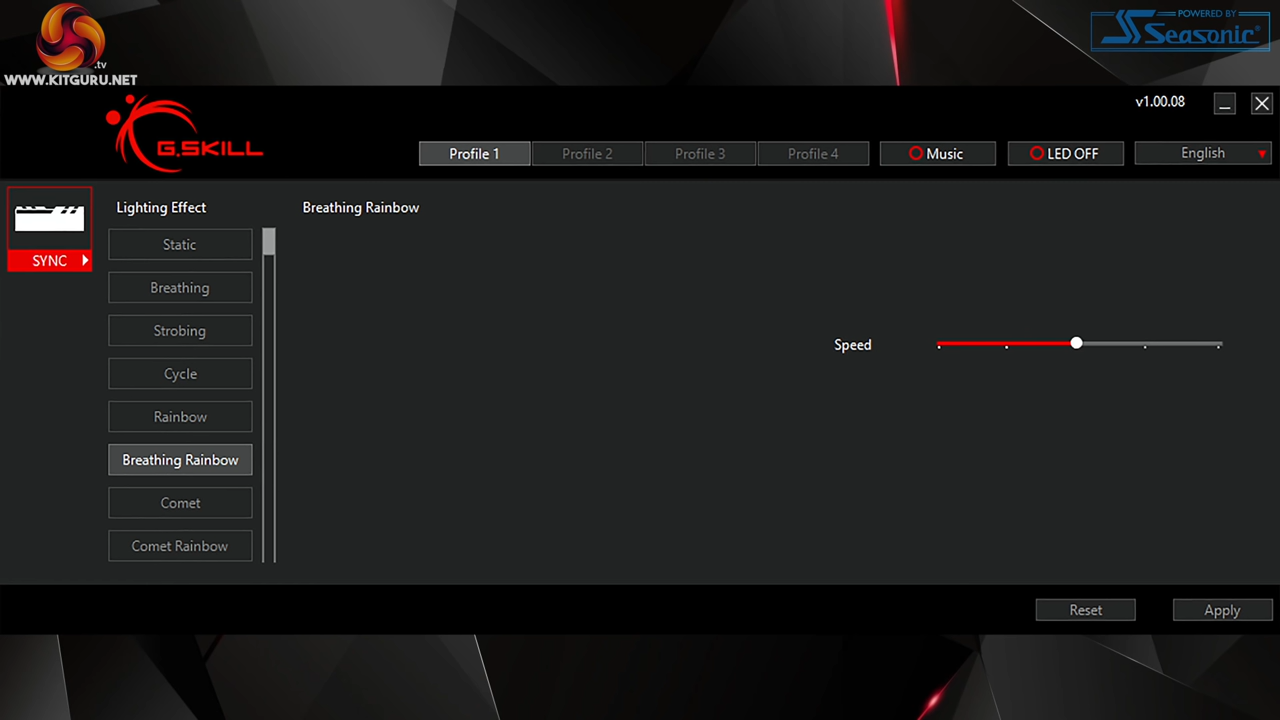 POWERED BY
Seasonic
.tv
WWW.KITGURU.NET
v1.00.08
G.SKILL
Profile 1
Profile 2
Profile 3
Profile 4
Music
LED OFF
English
SYNC
Lighting Effect
Breathing Rainbow
Static
Breathing
Strobing
Cycle
Rainbow
Breathing Rainbow
Comet
Comet Rainbow
Speed
Reset
Apply